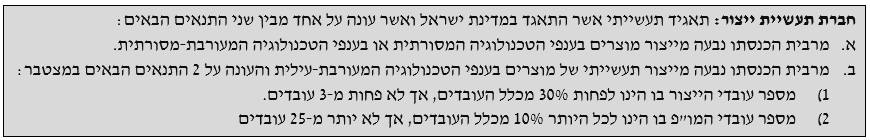 חברת תעשיית ייצור: תאגיד תעשייתי אשר התאגד במדינת ישראל ואשר עונה על אחד מבין שני התנאים הבאים:
א. מרבית הכנסתו נבעה מייצור מוצרים בענפי הטכנולוגיה המסורתית או בענפי הטכנולוגיה המעורבת-מסורתית.
ב. מרבית הכנסתו נבעה מייצור תעשייתי של מוצרים בענפי הטכנולוגיה המעורבת-עילית והעונה על 2 התנאים הבאים במצטבר:
1) מספר עובדי הייצור בו הינו לפחות 30% מכלל העובדים, אך לא פחות מ-3 עובדים.
2) מספר עובדי המו"פ בו הינו לכל היותר 10% מכלל העובדים, אך לא יותר מ-25 עובדים